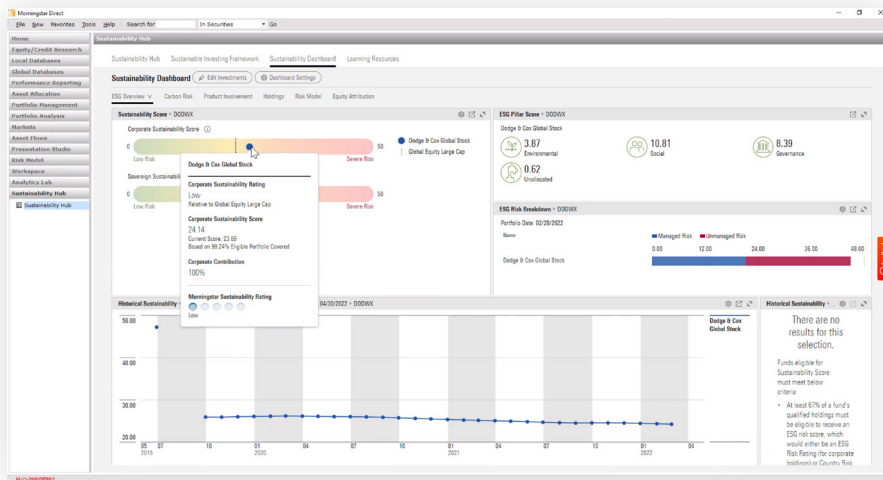 Morningstar Direct
File New Favorites Tools Help Search for In Securities Go
Home
Equity/Credit Research
Local Databases
Global Databases
Performance Reporting
Asset Allocation
Portfolio Management
Portfolio Analysis
Markets
Asset Flows
Presentation Studio
Risk Model
Workspace
Analytics Lab
Sustainability Hub
Sustainability Hub
Sustainability Hub
Sustainability Hub Sustainable Investing Framework Sustainability Dashboard Learning Resources
Sustainability Dashboard Edit Investments Dashboard Settings
ESG Overview Carbon Risk Product Involvement Holdings Risk Model Equity Attribution
Sustainability Score • DODWX
Corporate Sustainability Score
0 50
Low Risk Severe Risk
Dodge & Cox Global Stock
Global Equity Large Cap
0 50
Low Risk Severe Risk
Dodge & Cox Global Stock
Corporate Sustainability Rating
Low
Relative to Global Equity Large Cap
Corporate Sustainability Score
24.14
Current Score: 23.69
Based on 99.24% Eligible Portfolio Covered
Corporate Contribution
100%
Morningstar Sustainability Rating
Low
ESG Pillar Score • DODWX
Dodge & Cox Global Stock
3.87
Environmental
10.81
Social
8.39
Governance
0.62
Unallocated
ESG Risk Breakdown • DODWX
Portfolio Date: 02/28/2022
Name Managed Risk Unmanaged Risk
0.00 12.00 24.00 36.00 48.00
Dodge & Cox Global Stock
Historical Sustainability
04/30/2022 • DODWX
50.00
40.00
30.00
20.00
05 07 10 01 04 07 10 01 04 07 10 01 04
2019 2020 2021 2022
Dodge & Cox
Global Stock
Historical Sustainability • ...
There are no
results for this
selection.
Funds eligible for
Sustainability Score
must meet below
criteria:
• At least 67% of a fund's
qualified holdings must
be eligible to receive an
ESG risk score, which
would either be an ESG
Risk Rating (for corporate
holdings) or Country Risk